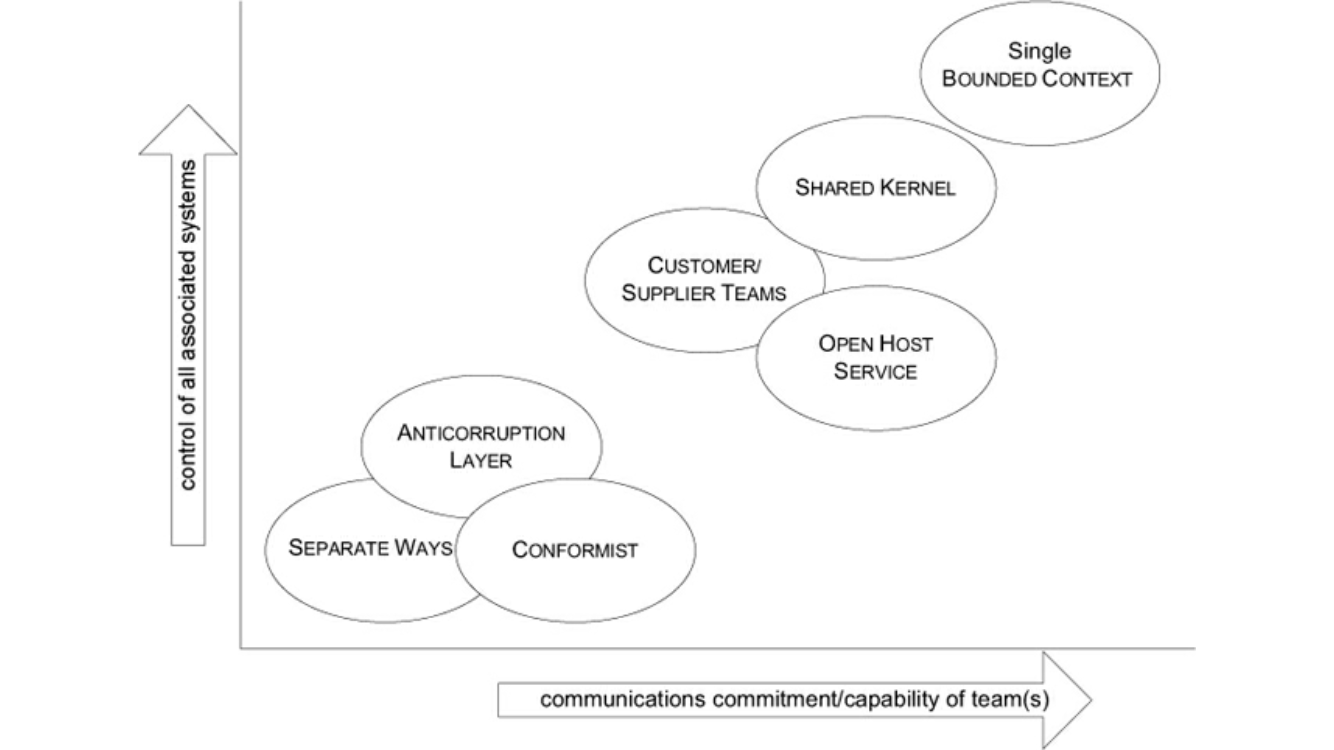 Single
BOUNDED CONTEXT
SHARED KERNEL
CUSTOMER/
SUPPLIER TEAMS
OPEN HOST
SERVICE
ANTICORRUPTION
LAYER
SEPARATE WAYS
CONFORMIST
control of all associated systems
communications commitment/capability of team(s)